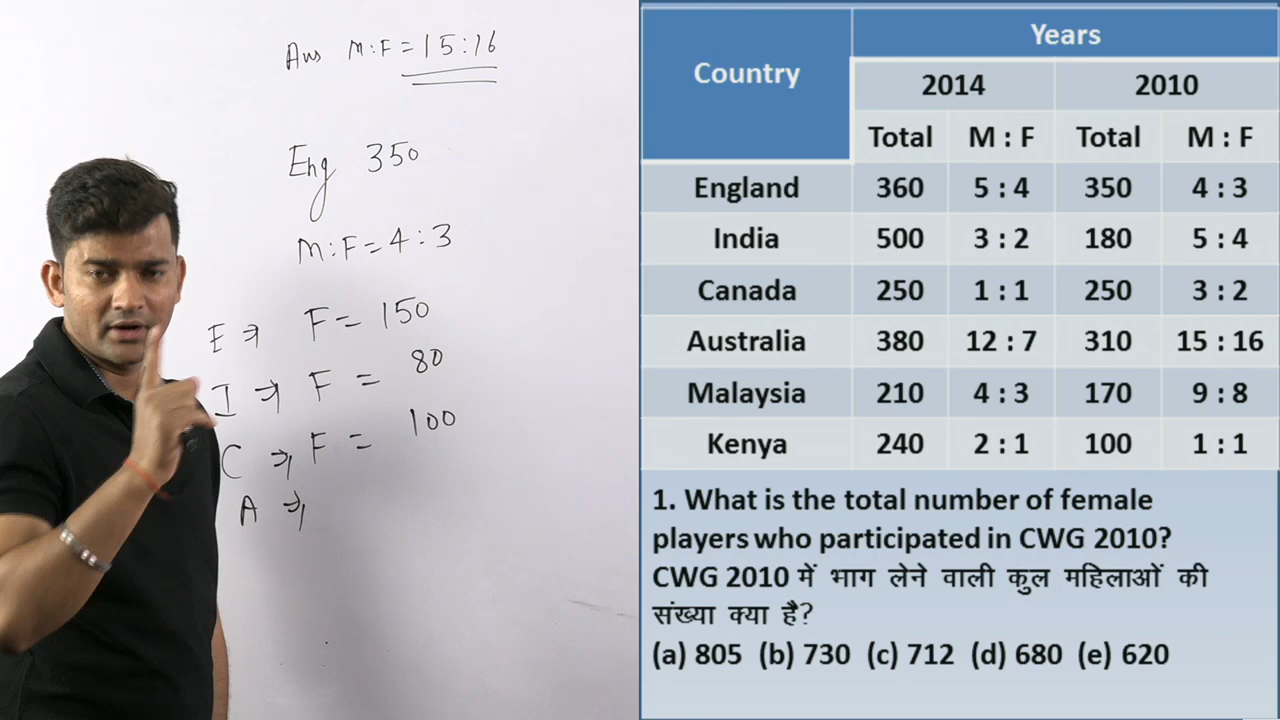 Ans M:F = 15:16
Eng 350
M:F = 4:3
E → F = 150
I → F = 80
C → F = 100
A →
Country Years
2014 2010
Total M : F Total M : F
England 360 5 : 4 350 4 : 3
India 500 3 : 2 180 5 : 4
Canada 250 1 : 1 250 3 : 2
Australia 380 12 : 7 310 15 : 16
Malaysia 210 4 : 3 170 9 : 8
Kenya 240 2 : 1 100 1 : 1
1. What is the total number of female
players who participated in CWG 2010?
CWG 2010 में भाग लेने वाली कुल महिलाओं की
संख्या क्या है?
(a) 805 (b) 730 (c) 712 (d) 680 (e) 620